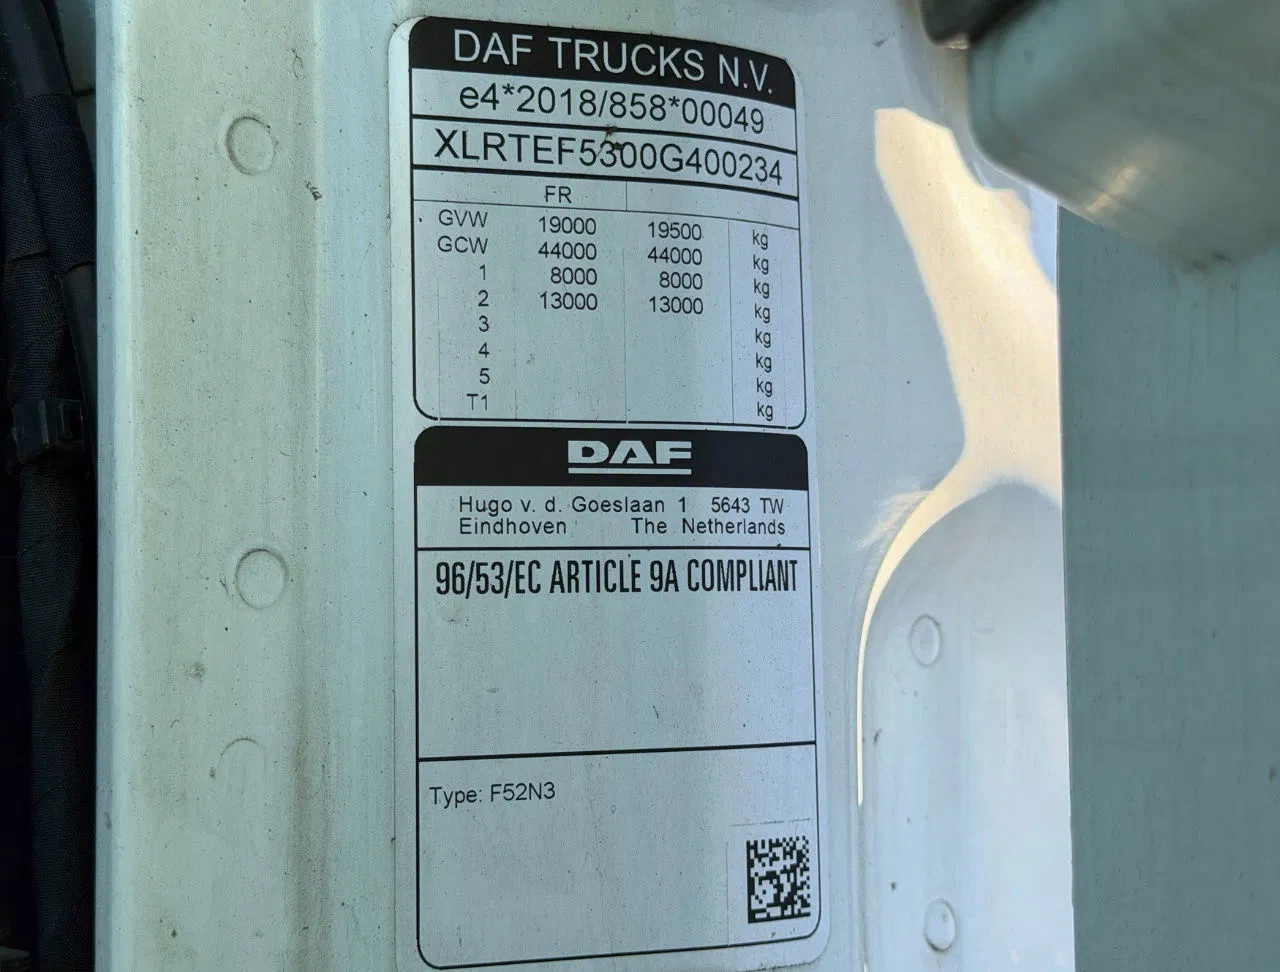 DAF TRUCKS N.V.
e4*2018/858*00049
XLRTEF5300G400234
FR
GVW 19000 19500 kg
GCW 44000 44000 kg
1 8000 8000 kg
2 13000 13000 kg
3 kg
4 kg
5 kg
T1 kg
DAF
Hugo v. d. Goeslaan 1 5643 TW
Eindhoven The Netherlands
96/53/EC ARTICLE 9A COMPLIANT
Type: F52N3